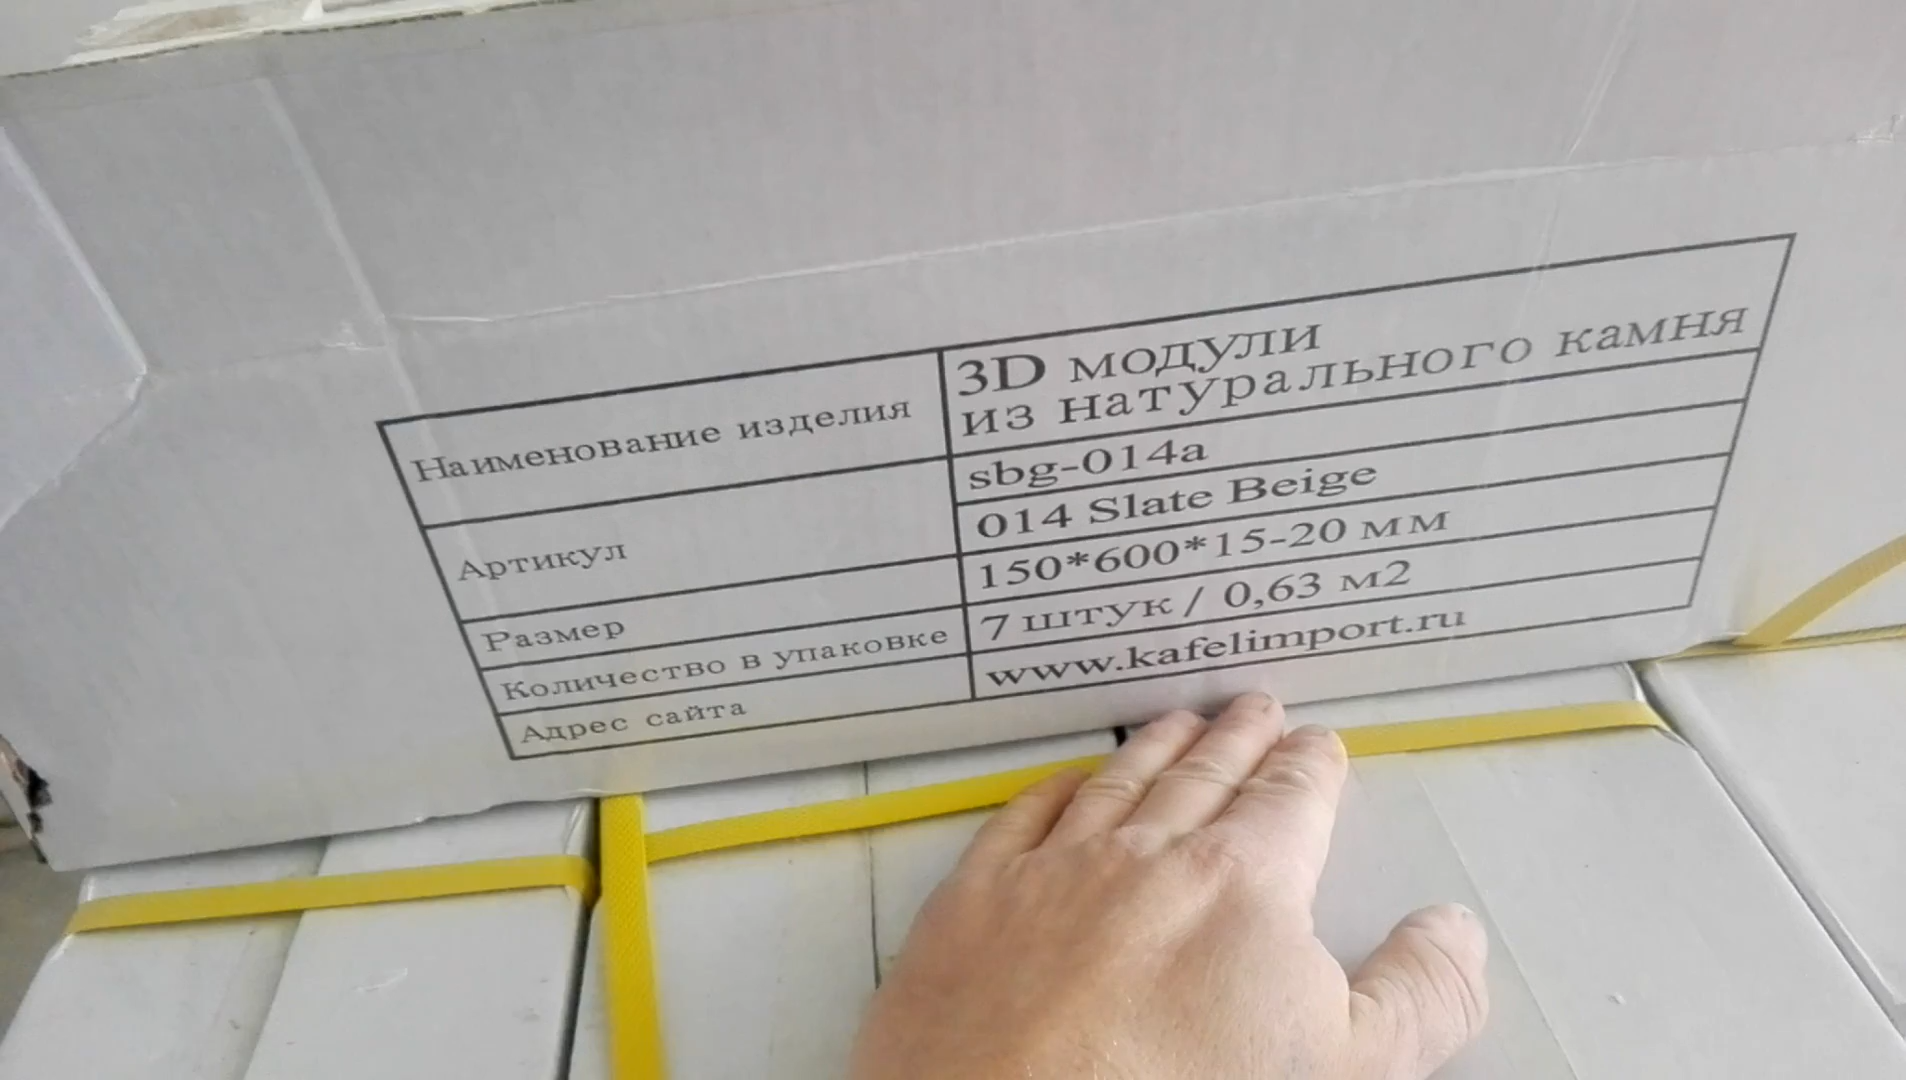 Наименование изделия
3D модули
из натурального камня
Артикул
sbg-014a
014 Slate Beige
Размер
150*600*15-20 мм
Количество в упаковке
7 штук / 0,63 м2
Адрес сайта
www.kafelimport.ru